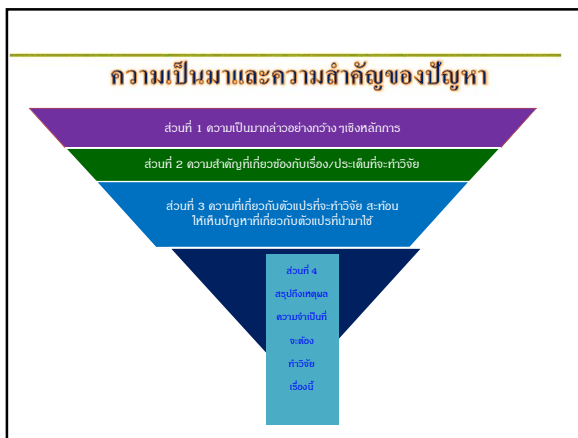 ความเป็นมาและความสำคัญของปัญหา
ส่วนที่ 1 ความเป็นมากล่าวอย่างกว้างๆเชิงหลักการ
ส่วนที่ 2 ความสำคัญที่เกี่ยวข้องกับเรื่อง/ประเด็นที่จะทำวิจัย
ส่วนที่ 3 ความที่เกี่ยวกับตัวแปรที่จะทำวิจัย สะท้อน
ให้เห็นปัญหาที่เกี่ยวกับตัวแปรที่นำมาใช้
ส่วนที่ 4
สรุปถึงเหตุผล
ความจำเป็นที่
จะต้อง
ทำวิจัย
เรื่องนี้